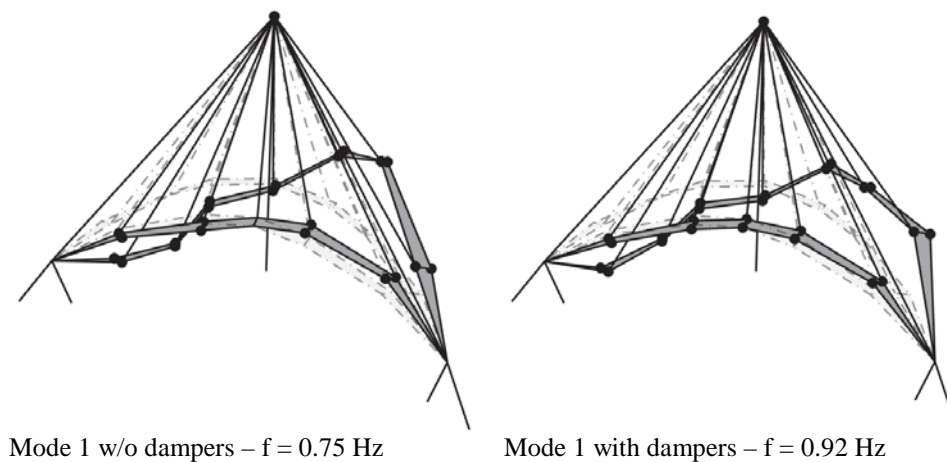 Mode 1 w/o dampers – f = 0.75 Hz
Mode 1 with dampers – f = 0.92 Hz